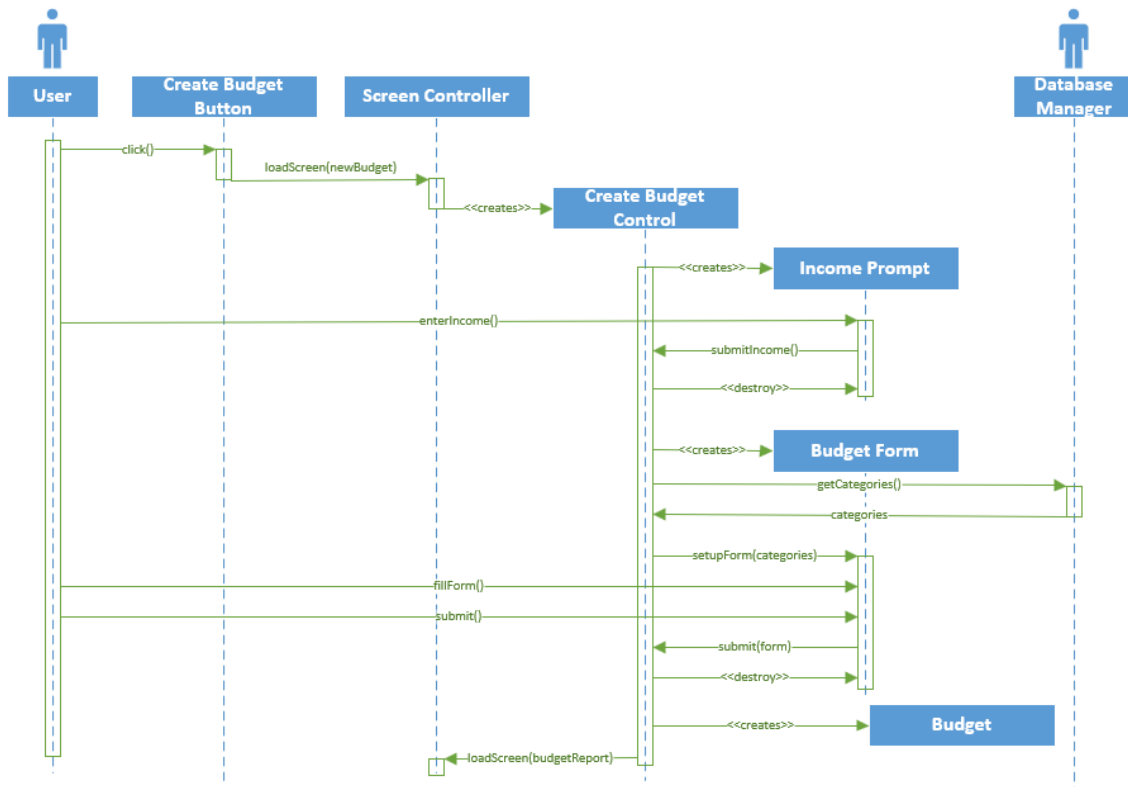 User
Create Budget
Button
Screen Controller
Database
Manager
click()
loadScreen(newBudget)
<<creates>>
Create Budget
Control
<<creates>>
Income Prompt
enterIncome()
submitIncome()
<<destroy>>
<<creates>>
Budget Form
getCategories()
categories
setupForm(categories)
fillForm()
submit()
submit(form)
<<destroy>>
<<creates>>
Budget
loadScreen(budgetReport)